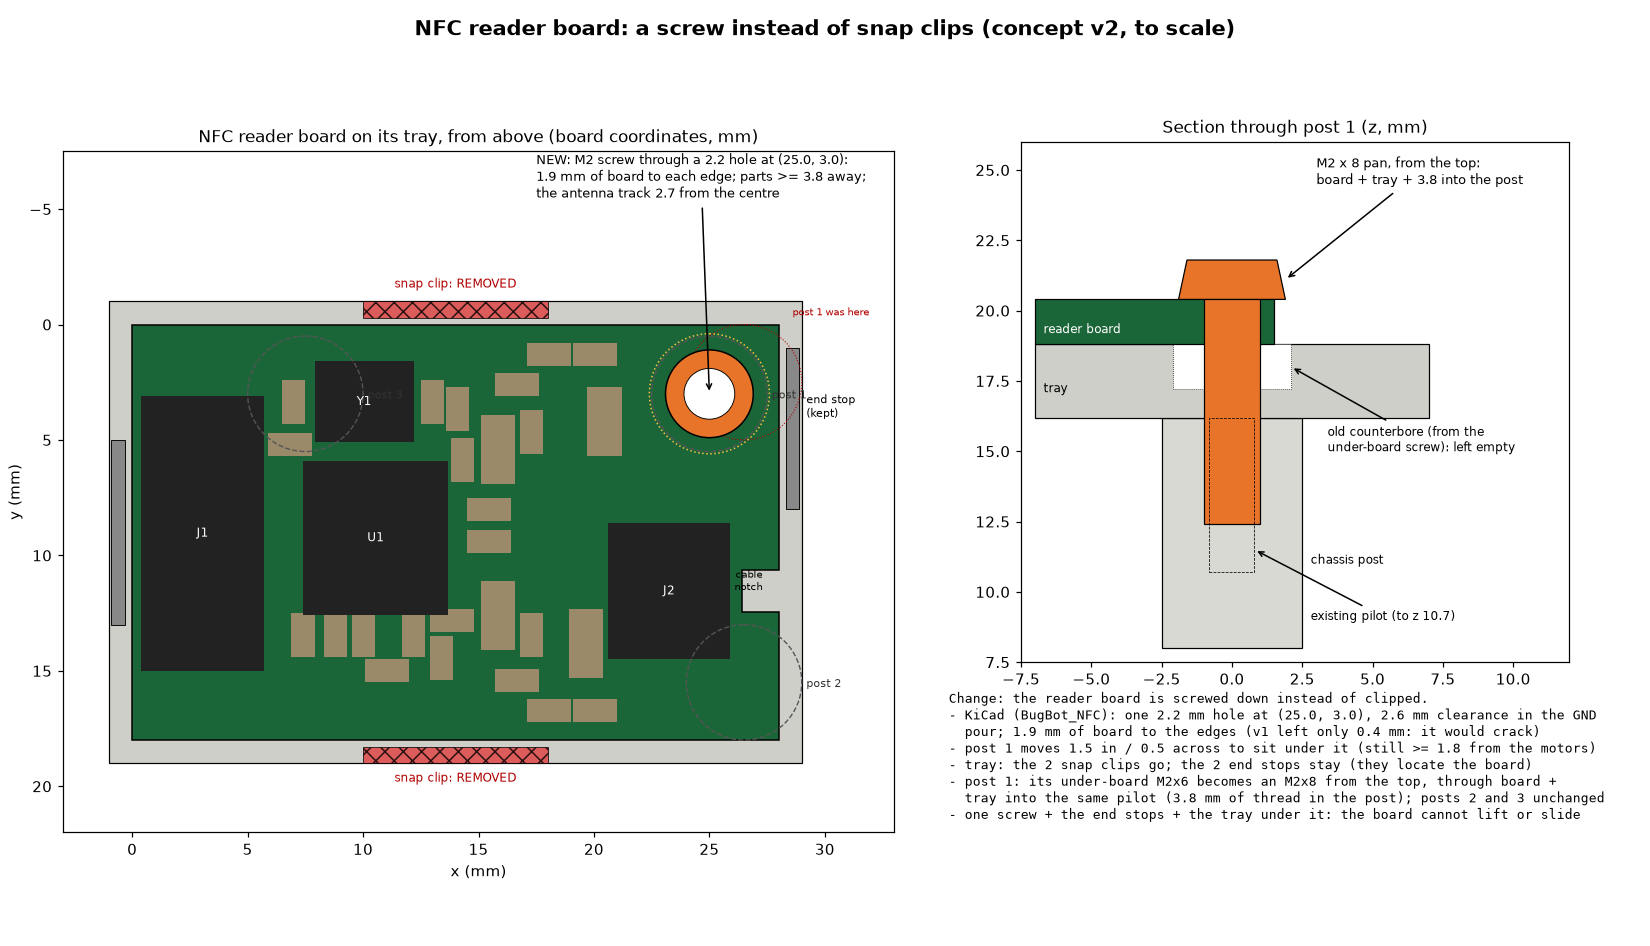 NFC reader board: a screw instead of snap clips (concept v2, to scale)
NFC reader board on its tray, from above (board coordinates, mm)
NEW: M2 screw through a 2.2 hole at (25.0, 3.0):
1.9 mm of board to each edge; parts >= 3.8 away;
the antenna track 2.7 from the centre
snap clip: REMOVED
post 1 was here
post 3
Y1
post 1
end stop
(kept)
J1
U1
J2
cable
notch
post 2
snap clip: REMOVED
−5
0
5
10
15
20
y (mm)
0
5
10
15
20
25
30
x (mm)
Section through post 1 (z, mm)
M2 x 8 pan, from the top:
board + tray + 3.8 into the post
reader board
tray
old counterbore (from the
under-board screw): left empty
chassis post
existing pilot (to z 10.7)
25.0
22.5
20.0
17.5
15.0
12.5
10.0
7.5
−7.5
−5.0
−2.5
0.0
2.5
5.0
7.5
10.0
Change: the reader board is screwed down instead of clipped.
- KiCad (BugBot_NFC): one 2.2 mm hole at (25.0, 3.0), 2.6 mm clearance in the GND
pour; 1.9 mm of board to the edges (v1 left only 0.4 mm: it would crack)
- post 1 moves 1.5 in / 0.5 across to sit under it (still >= 1.8 from the motors)
- tray: the 2 snap clips go; the 2 end stops stay (they locate the board)
- post 1: its under-board M2x6 becomes an M2x8 from the top, through board +
tray into the same pilot (3.8 mm of thread in the post); posts 2 and 3 unchanged
- one screw + the end stops + the tray under it: the board cannot lift or slide